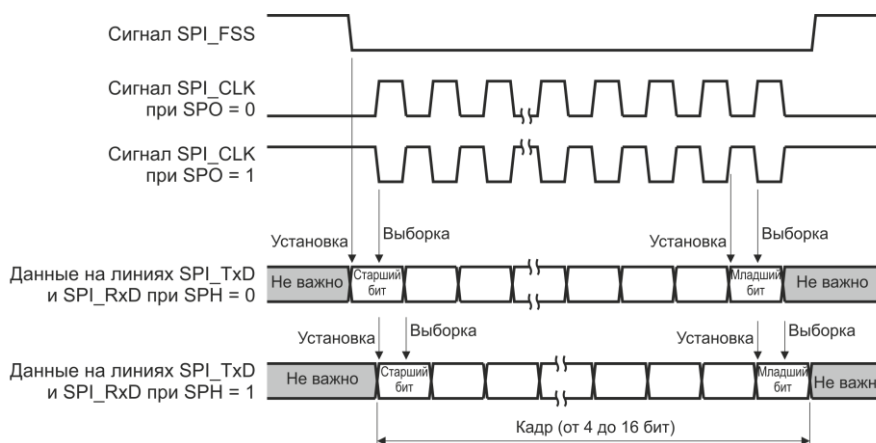 Сигнал SPI_FSS
Сигнал SPI_CLK
при SPO = 0
Сигнал SPI_CLK
при SPO = 1
Установка
Выборка
Установка
Выборка
Данные на линиях SPI_TxD
и SPI_RxD при SPH = 0
Не важно
Старший
бит
Младший
бит
Не важно
Установка
Выборка
Установка
Выборка
Данные на линиях SPI_TxD
и SPI_RxD при SPH = 1
Не важно
Старший
бит
Младший
бит
Не важн
Кадр (от 4 до 16 бит)